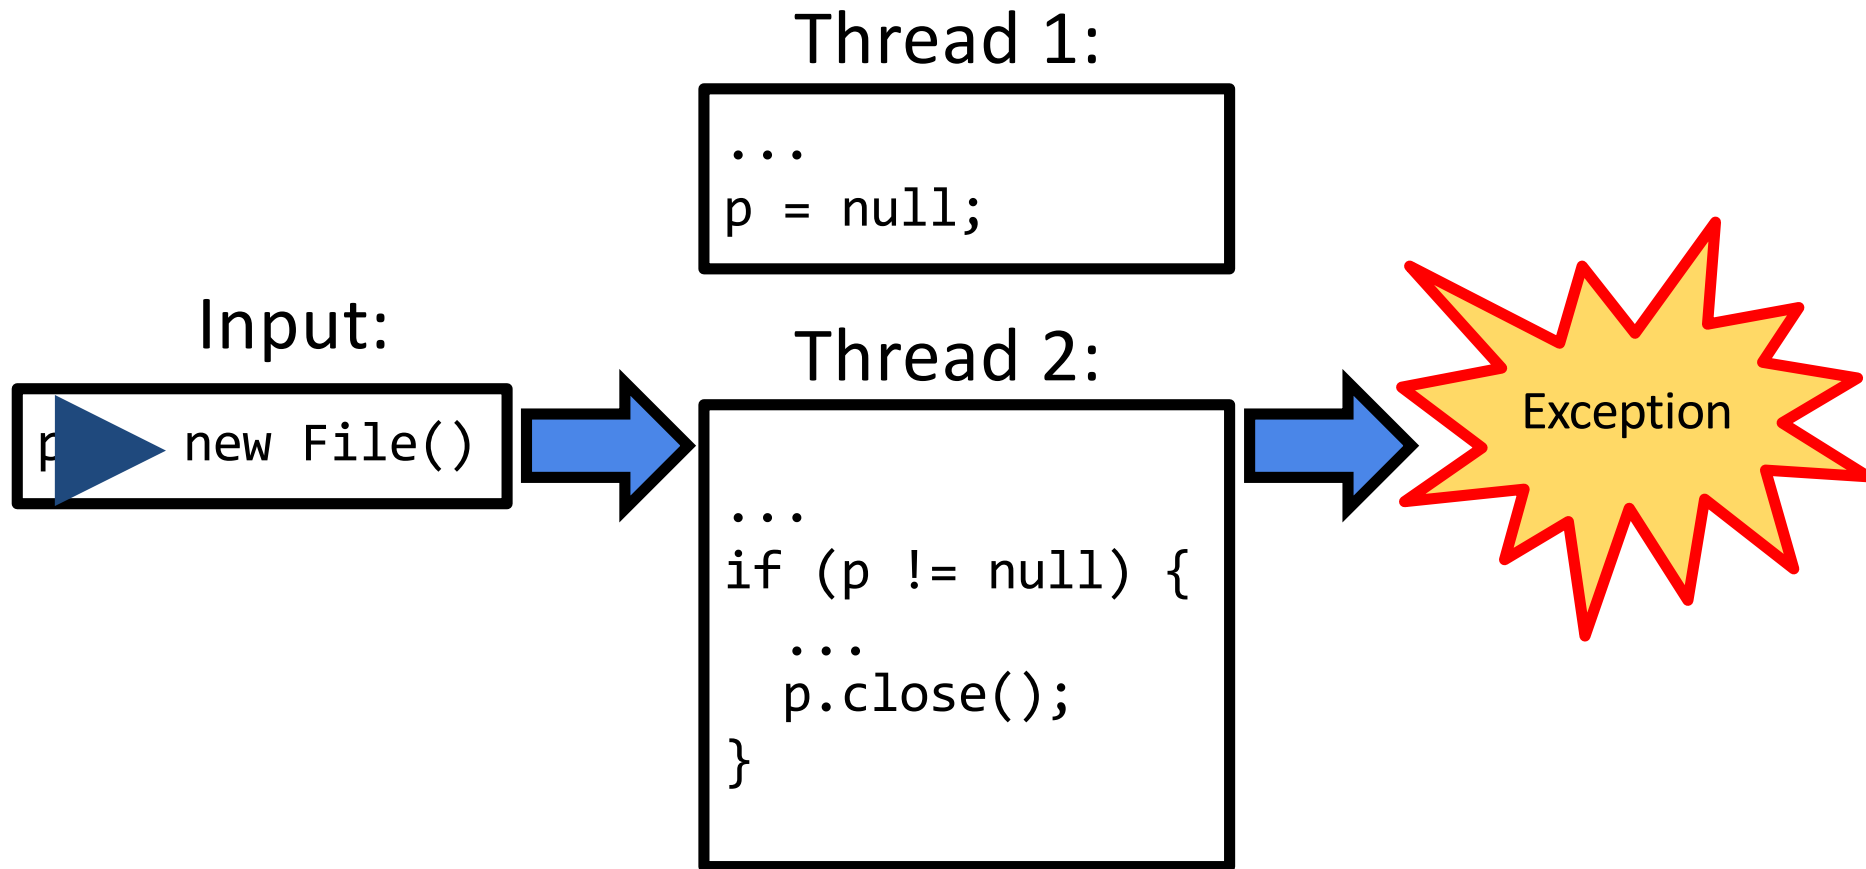 Thread 1:
...
p = null;
Input:
p new File()
Thread 2:
...
if (p != null) {
...
p.close();
}
Exception